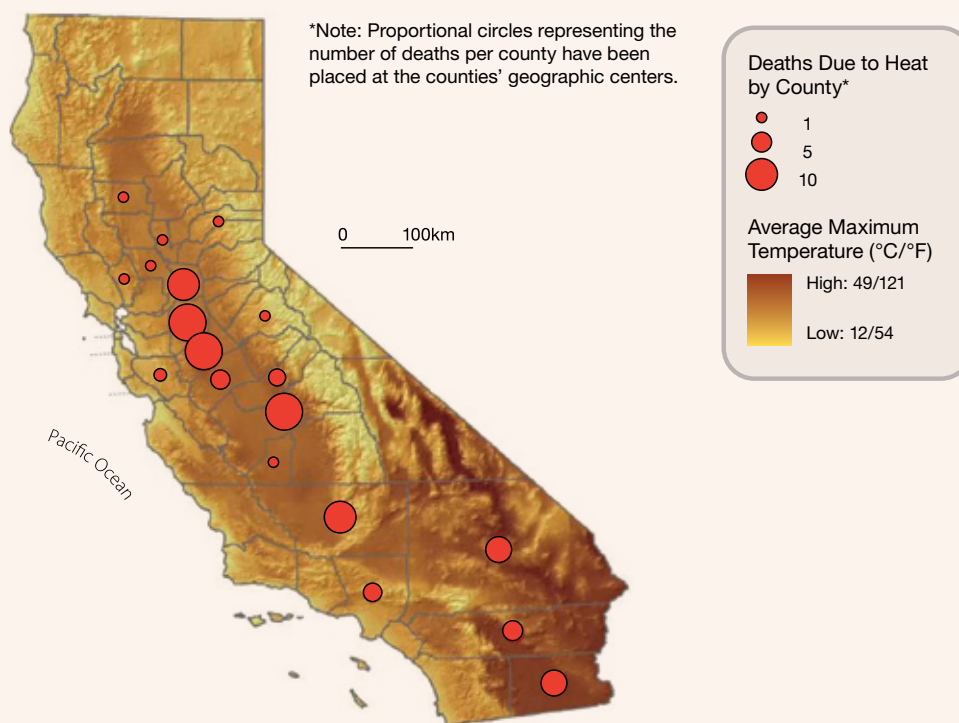 *Note: Proportional circles representing the
number of deaths per county have been
placed at the counties’ geographic centers.
Deaths Due to Heat
by County*
1
5
10
0 100km
Average Maximum
Temperature (°C/°F)
High: 49/121
Low: 12/54
Pacific Ocean